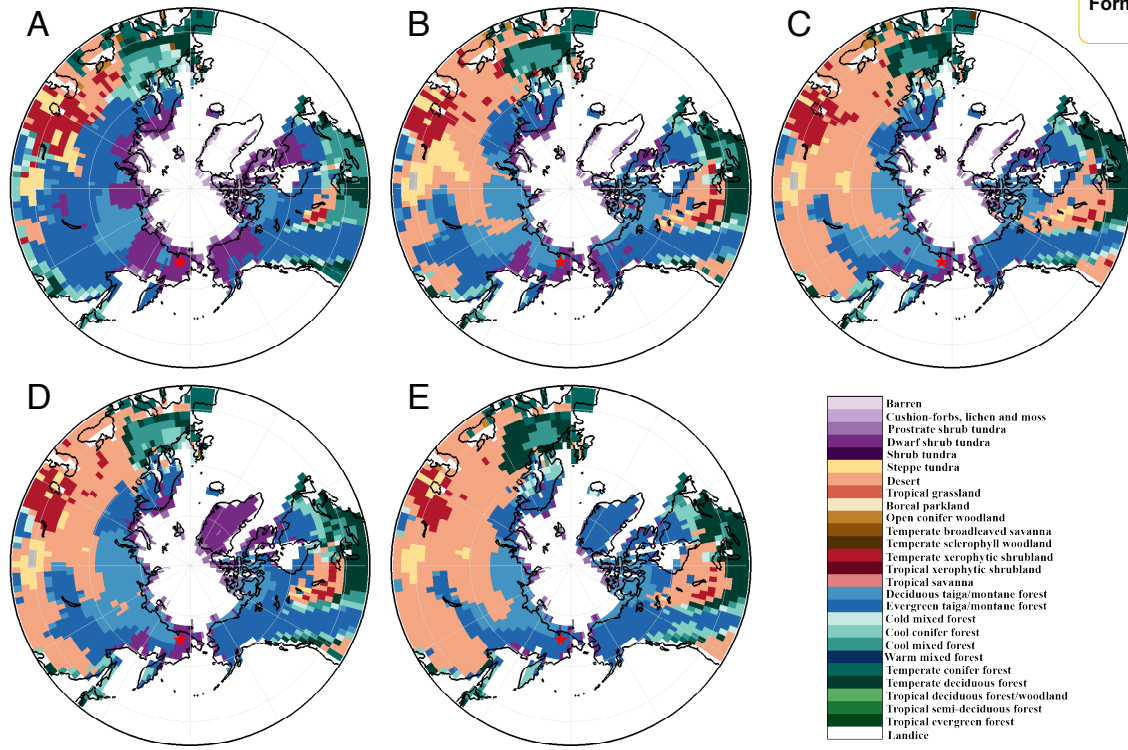 A
B
C
Forn
D
E
Barren
Cushion-forbs, lichen and moss
Prostrate shrub tundra
Dwarf shrub tundra
Shrub tundra
Steppe tundra
Desert
Tropical grassland
Boreal parkland
Open conifer woodland
Temperate broadleaved savanna
Temperate sclerophyll woodland
Temperate xerophytic shrubland
Tropical xerophytic shrubland
Tropical savanna
Deciduous taiga/montane forest
Evergreen taiga/montane forest
Cold mixed forest
Cool conifer forest
Cool mixed forest
Warm mixed forest
Temperate conifer forest
Temperate deciduous forest
Tropical deciduous forest/woodland
Tropical semi-deciduous forest
Tropical evergreen forest
Landice